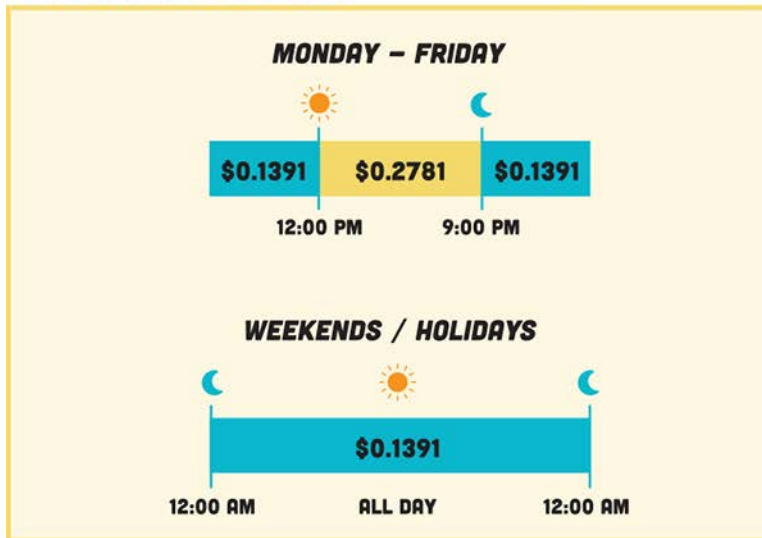 MONDAY – FRIDAY
$0.1391 $0.2781 $0.1391
12:00 PM 9:00 PM
WEEKENDS / HOLIDAYS
$0.1391
12:00 AM ALL DAY 12:00 AM